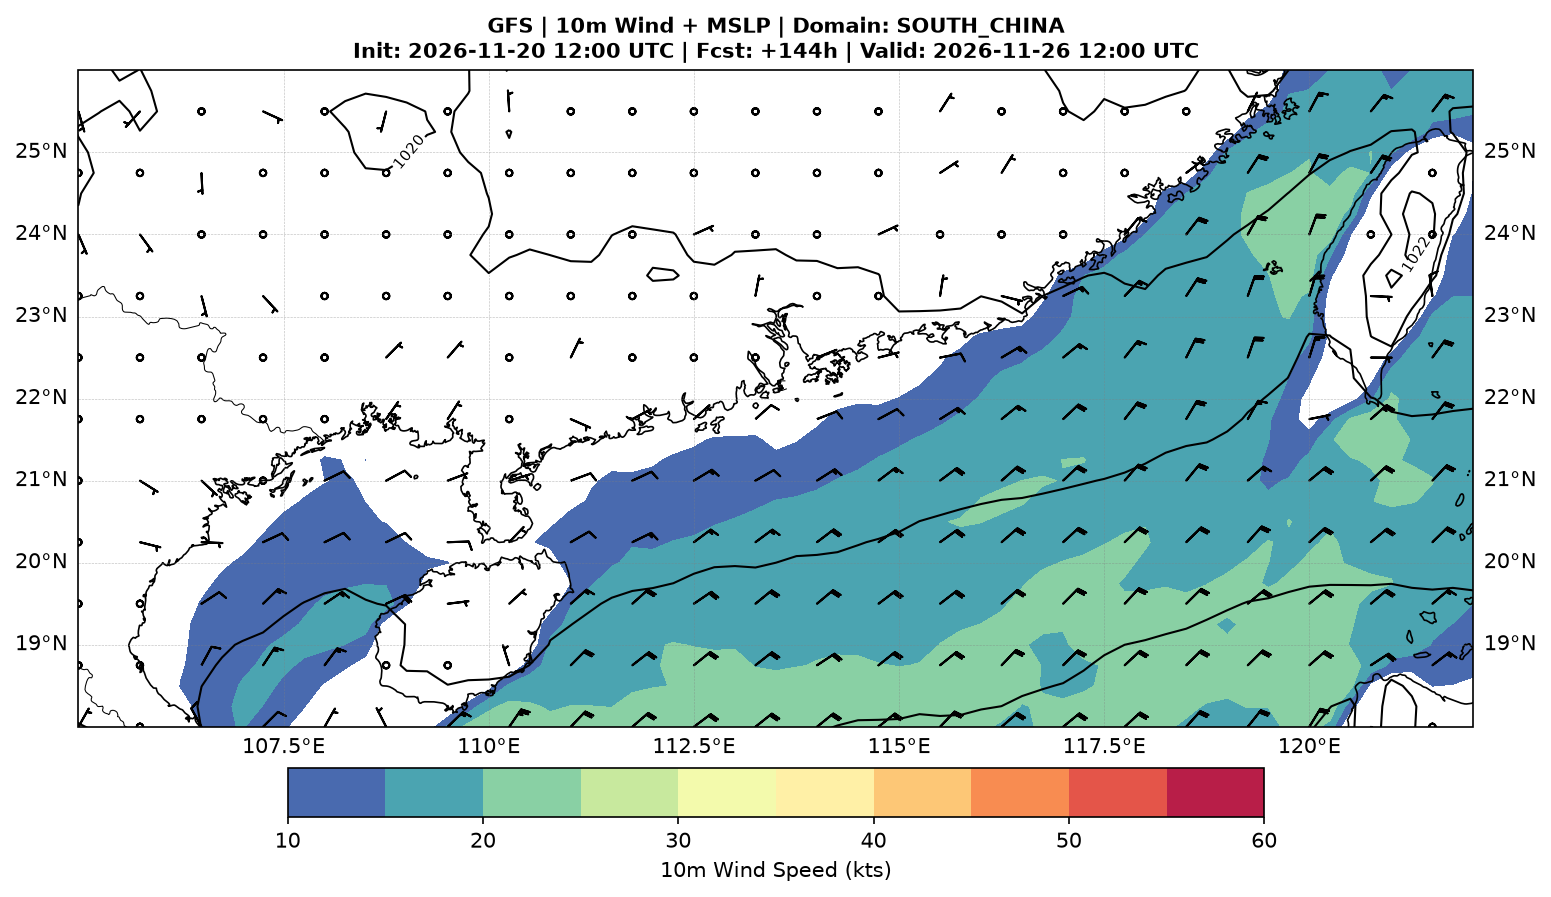 GFS | 10m Wind + MSLP | Domain: SOUTH_CHINA
Init: 2026-11-20 12:00 UTC | Fcst: +144h | Valid: 2026-11-26 12:00 UTC
25°N
24°N
23°N
22°N
21°N
20°N
19°N
1020
1022
25°N
24°N
23°N
22°N
21°N
20°N
19°N
107.5°E 110°E 112.5°E 115°E 117.5°E 120°E
10 20 30 40 50 60
10m Wind Speed (kts)